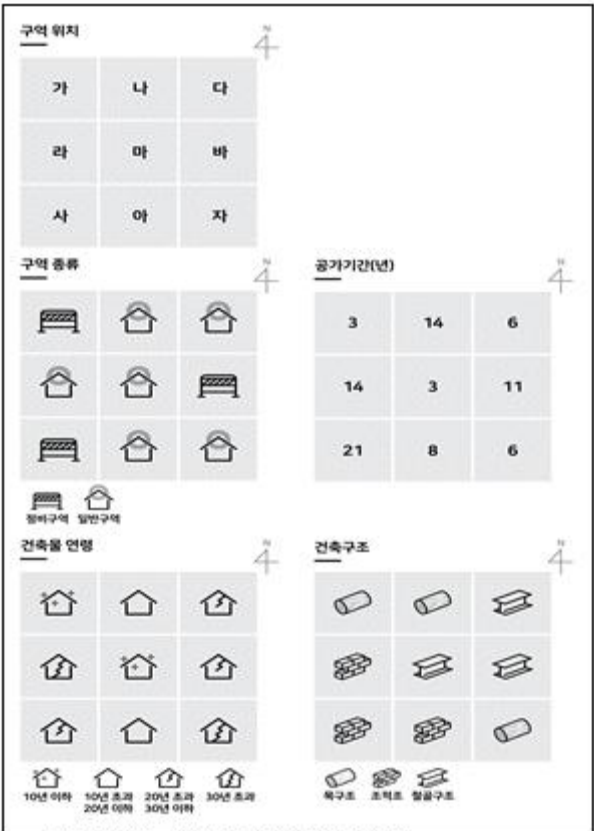 구역 위치
N
가 나 다
라 마 바
사 아 자
구역 종류
N
정비구역 일반구역
공가기간(년)
N
3 14 6
14 3 11
21 8 6
건축물 연령
N
10년 이하 10년 초과 20년 이하 20년 초과 30년 이하 30년 초과
건축구조
N
목구조 조적조 철골구조